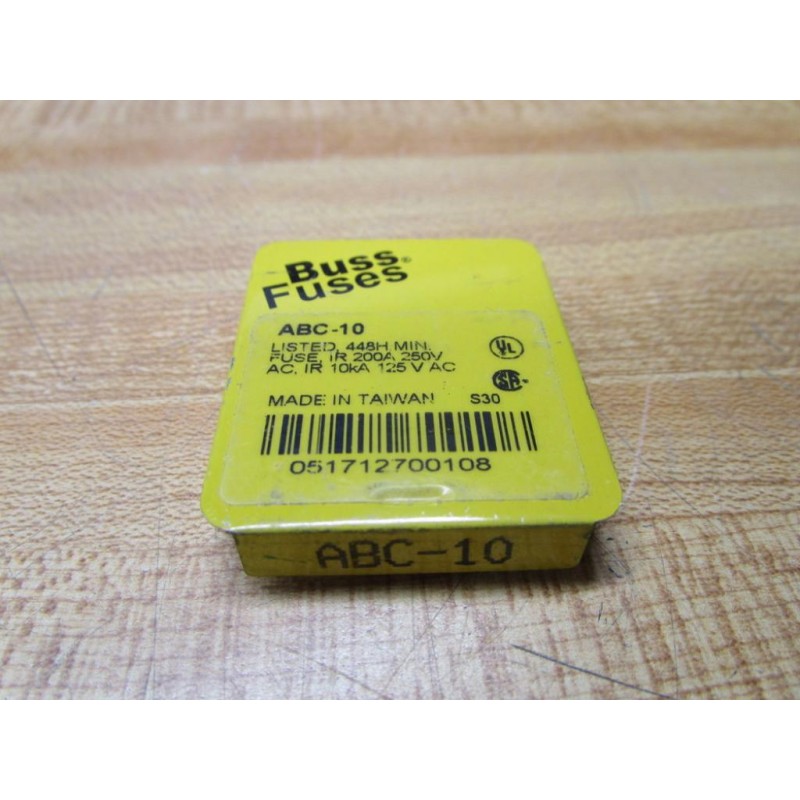 Buss®
Fuses
ABC-10
LISTED, 448H MIN.
FUSE, IR 200A 250V
AC, IR 10kA 125 V AC
MADE IN TAIWAN S30
051712700108
ABC-10